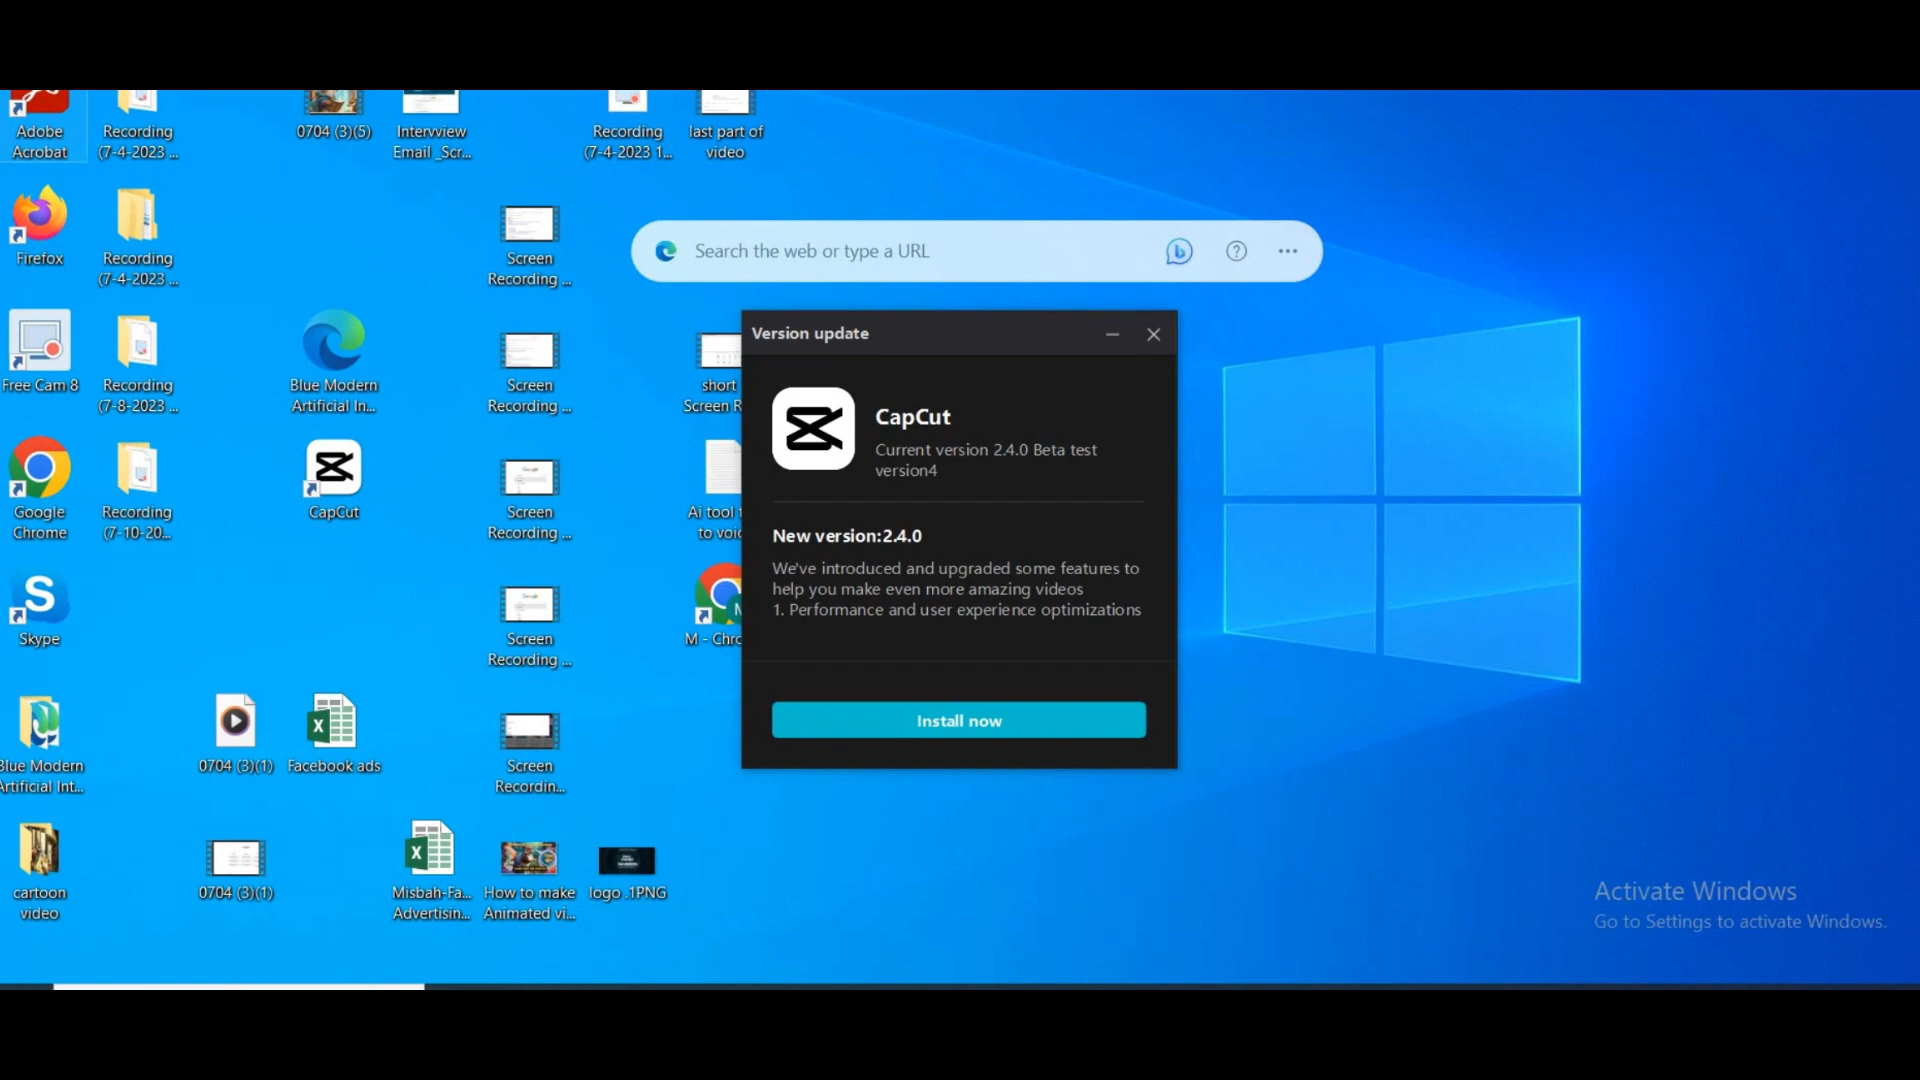 Adobe
Acrobat
Recording
(7-4-2023 ...
0704 (3)(5)
Intervview
Email _Scr...
Recording
(7-4-2023 1...
last part of
video
Firefox
Recording
(7-4-2023 ...
Screen
Recording ...
Search the web or type a URL
Free Cam 8
Recording
(7-8-2023 ...
Blue Modern
Artificial In...
Screen
Recording ...
short
Screen R
Version update
CapCut
Current version 2.4.0 Beta test
version4
New version:2.4.0
We've introduced and upgraded some features to
help you make even more amazing videos
1. Performance and user experience optimizations
Install now
Google
Chrome
Recording
(7-10-20...
CapCut
Screen
Recording ...
Ai tool t
to voic
Skype
Screen
Recording ...
M - Chro
Blue Modern
Artificial Int...
0704 (3)(1)
Facebook ads
Screen
Recordin...
cartoon
video
0704 (3)(1)
Misbah-Fa...
Advertisin...
How to make
Animated vi...
logo .1PNG
Activate Windows
Go to Settings to activate Windows.